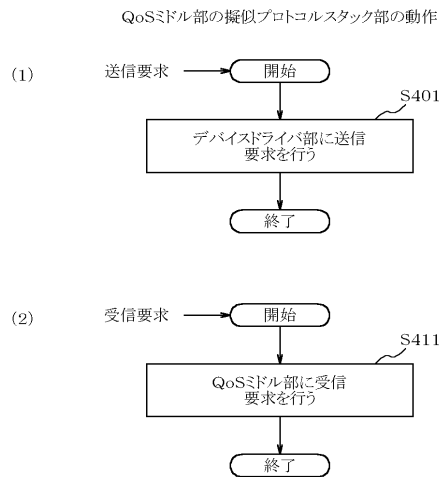 QoSミドル部の擬似プロトコルスタック部の動作
(1)
送信要求
開始
S401
デバイスドライバ部に送信
要求を行う
終了
(2)
受信要求
開始
S411
QoSミドル部に受信
要求を行う
終了